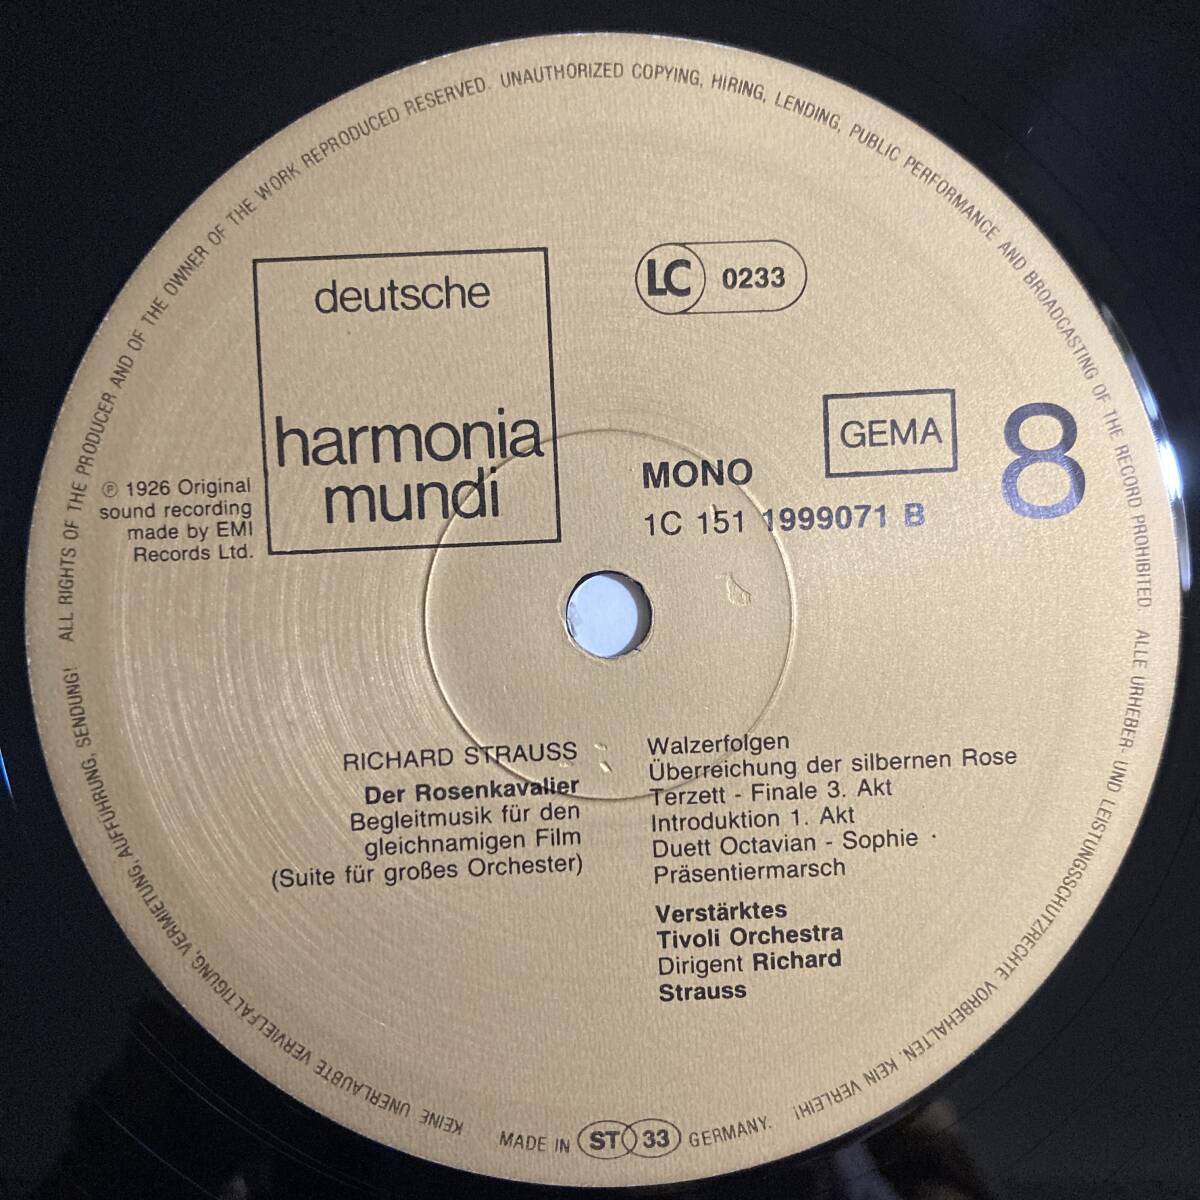 ALL RIGHTS OF THE PRODUCER AND OF THE OWNER OF THE WORK REPRODUCED RESERVED. UNAUTHORIZED COPYING, HIRING, LENDING, PUBLIC PERFORMANCE AND BROADCASTING OF THE RECORD PROHIBITED.
ALLE URHEBER- UND LEISTUNGSSCHUTZRECHTE VORBEHALTEN, KEIN VERLEIH!
KEINE UNERLAUBTE VERVIELFÄLTIGUNG, VERMIETUNG, AUFFÜHRUNG, SENDUNG!
deutsche
harmonia
mundi
LC 0233
GEMA
8
MONO
1C 151 1999071 B
℗ 1926 Original
sound recording
made by EMI
Records Ltd.
RICHARD STRAUSS
Der Rosenkavalier
Begleitmusik für den
gleichnamigen Film
(Suite für großes Orchester)
Walzerfolgen
Überreichung der silbernen Rose
Terzett - Finale 3. Akt
Introduktion 1. Akt
Duett Octavian - Sophie
Präsentiermarsch
Verstärktes
Tivoli Orchestra
Dirigent Richard
Strauss
MADE IN ST 33 GERMANY.